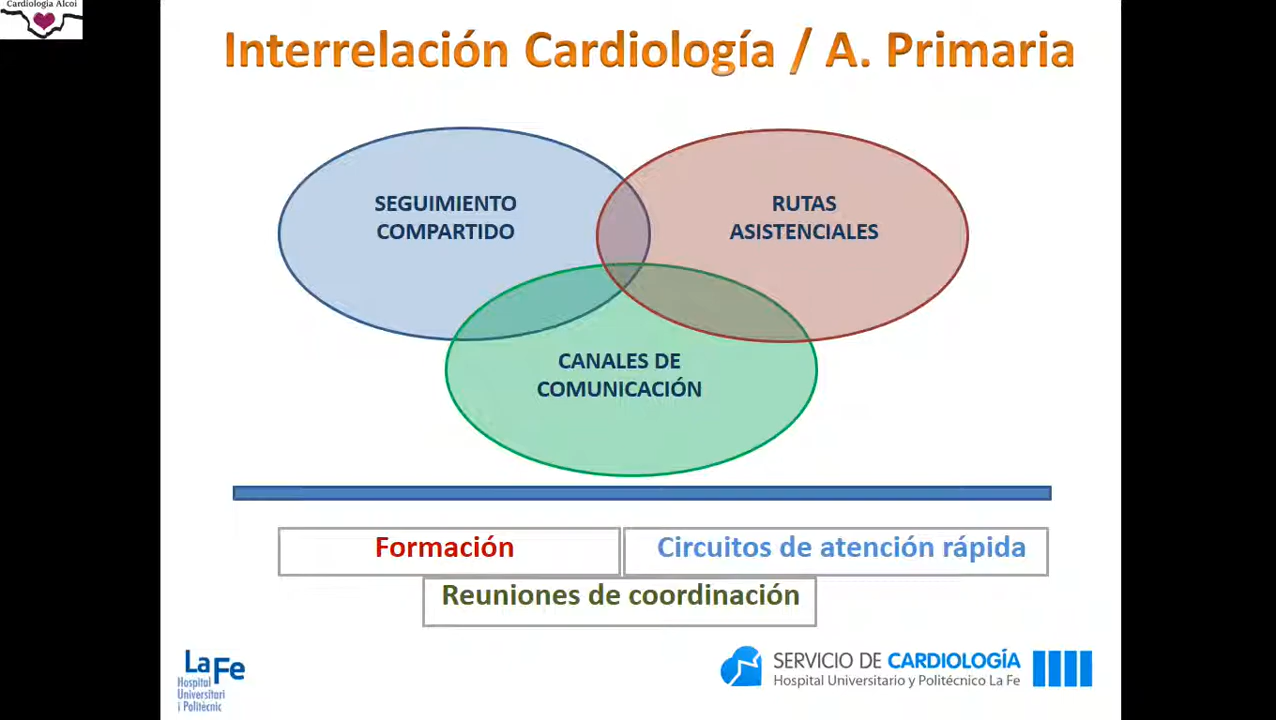 Cardiología Alcoi
Interrelación Cardiología / A. Primaria
SEGUIMIENTO
COMPARTIDO
RUTAS
ASISTENCIALES
CANALES DE
COMUNICACIÓN
Formación
Circuitos de atención rápida
Reuniones de coordinación
La Fe
Hospital
Universitari
i Politècnic
SERVICIO DE CARDIOLOGÍA
Hospital Universitario y Politécnico La Fe